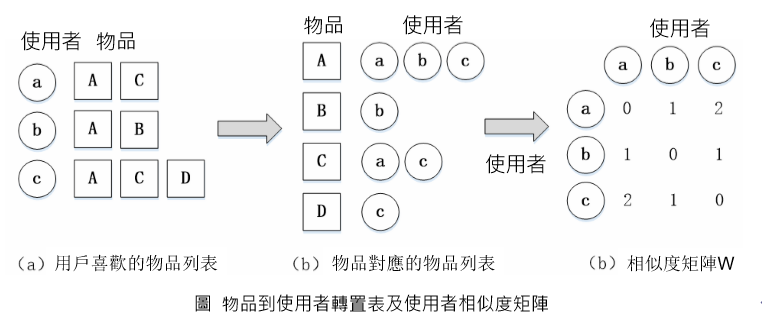 使用者 物品
a A C
b A B
c A C D
(a) 用戶喜歡的物品列表
物品 使用者
A a b c
B b
C a c
D c
(b) 物品對應的物品列表
使用者
a b c
使用者
a 0 1 2
b 1 0 1
c 2 1 0
(b) 相似度矩陣W
圖 物品到使用者轉置表及使用者相似度矩陣